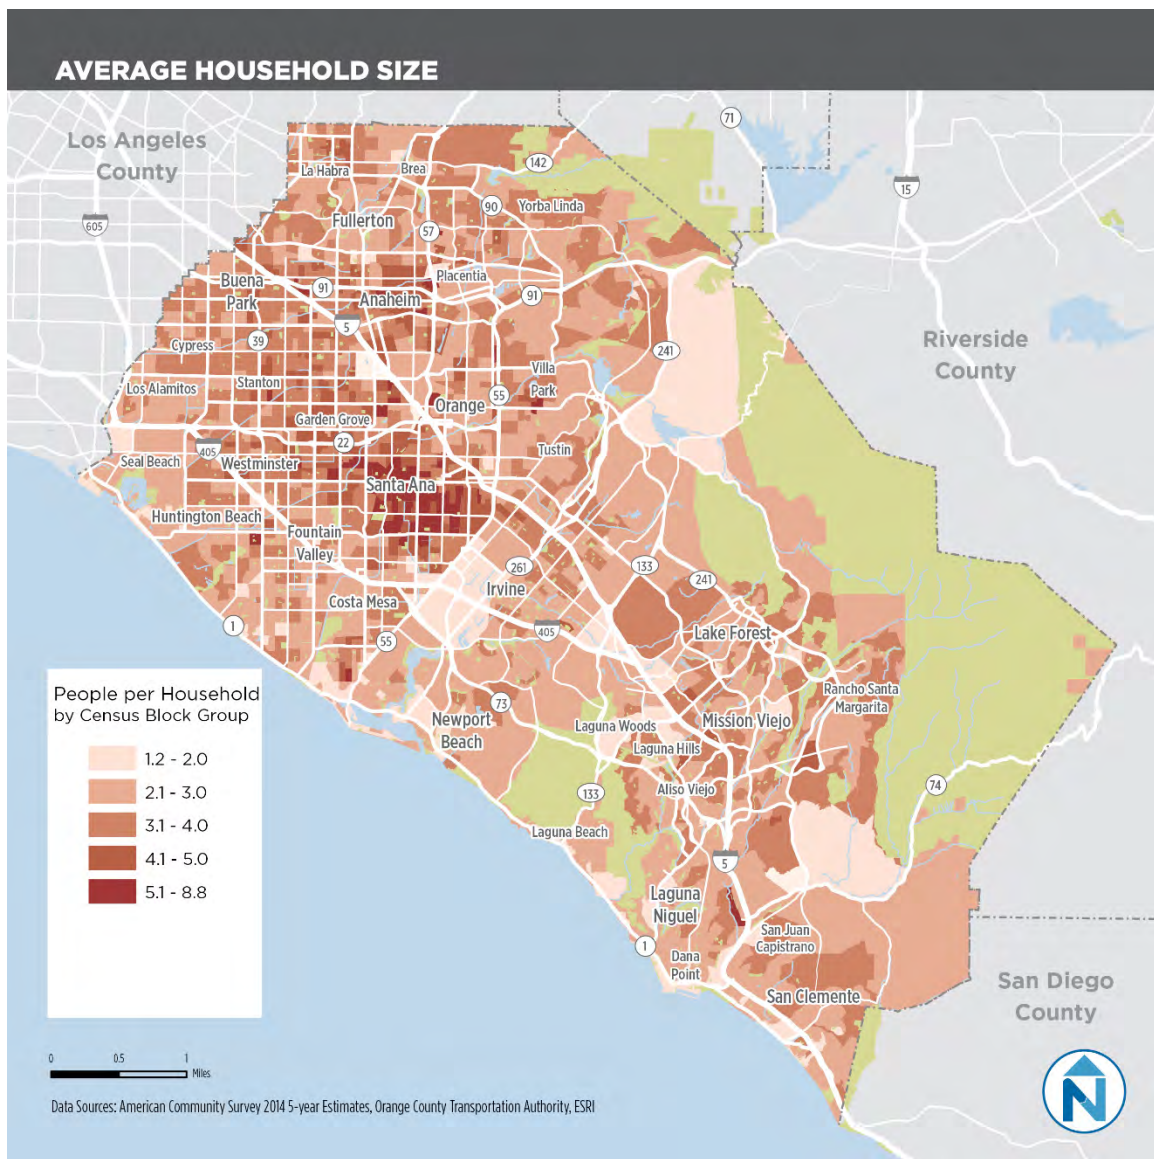 AVERAGE HOUSEHOLD SIZE
71
Los Angeles
County
142
La Habra
Brea
15
605
90
Yorba Linda
Fullerton
57
Placentia
Buena
Park
91
91
Anaheim
5
39
Cypress
241
Riverside
County
Villa
Park
Stanton
Los Alamitos
55
Orange
Garden Grove
22
405
Tustin
Seal Beach
Westminster
Santa Ana
Huntington Beach
Fountain
Valley
261
133
241
Irvine
Costa Mesa
1
405
55
Lake Forest
Rancho Santa
Margarita
73
Newport
Beach
Laguna Woods
Mission Viejo
Laguna Hills
133
Aliso Viejo
74
Laguna Beach
5
Laguna
Niguel
San Juan
Capistrano
1
Dana
Point
San Clemente
San Diego
County
People per Household
by Census Block Group
1.2 - 2.0
2.1 - 3.0
3.1 - 4.0
4.1 - 5.0
5.1 - 8.8
0 0.5 1
Miles
N
Data Sources: American Community Survey 2014 5-year Estimates, Orange County Transportation Authority, ESRI